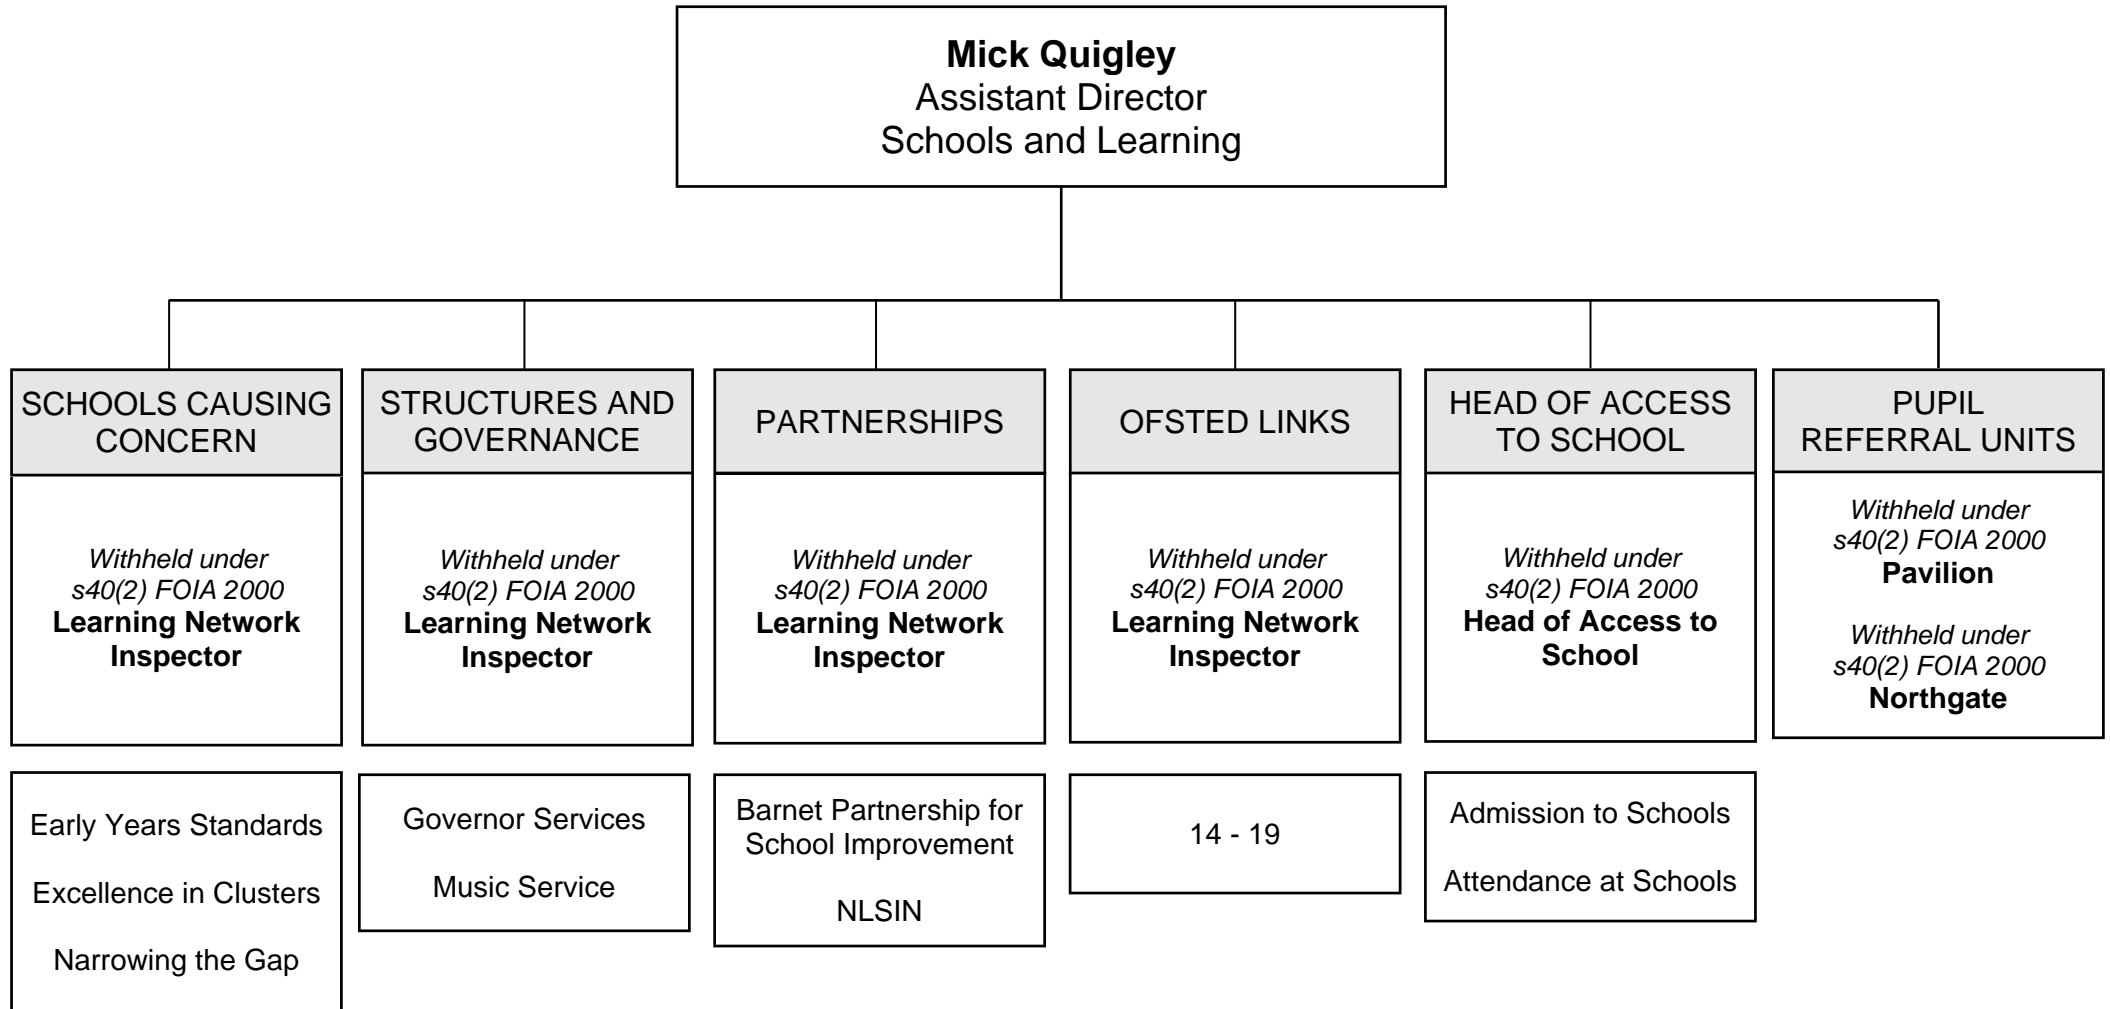 Mick Quigley
Assistant Director
Schools and Learning
SCHOOLS CAUSING
CONCERN
Withheld under
s40(2) FOIA 2000
Learning Network
Inspector
Early Years Standards
Excellence in Clusters
Narrowing the Gap
STRUCTURES AND
GOVERNANCE
Withheld under
s40(2) FOIA 2000
Learning Network
Inspector
Governor Services
Music Service
PARTNERSHIPS
Withheld under
s40(2) FOIA 2000
Learning Network
Inspector
Barnet Partnership for
School Improvement
NLSIN
OFSTED LINKS
Withheld under
s40(2) FOIA 2000
Learning Network
Inspector
14 - 19
HEAD OF ACCESS
TO SCHOOL
Withheld under
s40(2) FOIA 2000
Head of Access to
School
Admission to Schools
Attendance at Schools
PUPIL
REFERRAL UNITS
Withheld under
s40(2) FOIA 2000
Pavilion
Withheld under
s40(2) FOIA 2000
Northgate